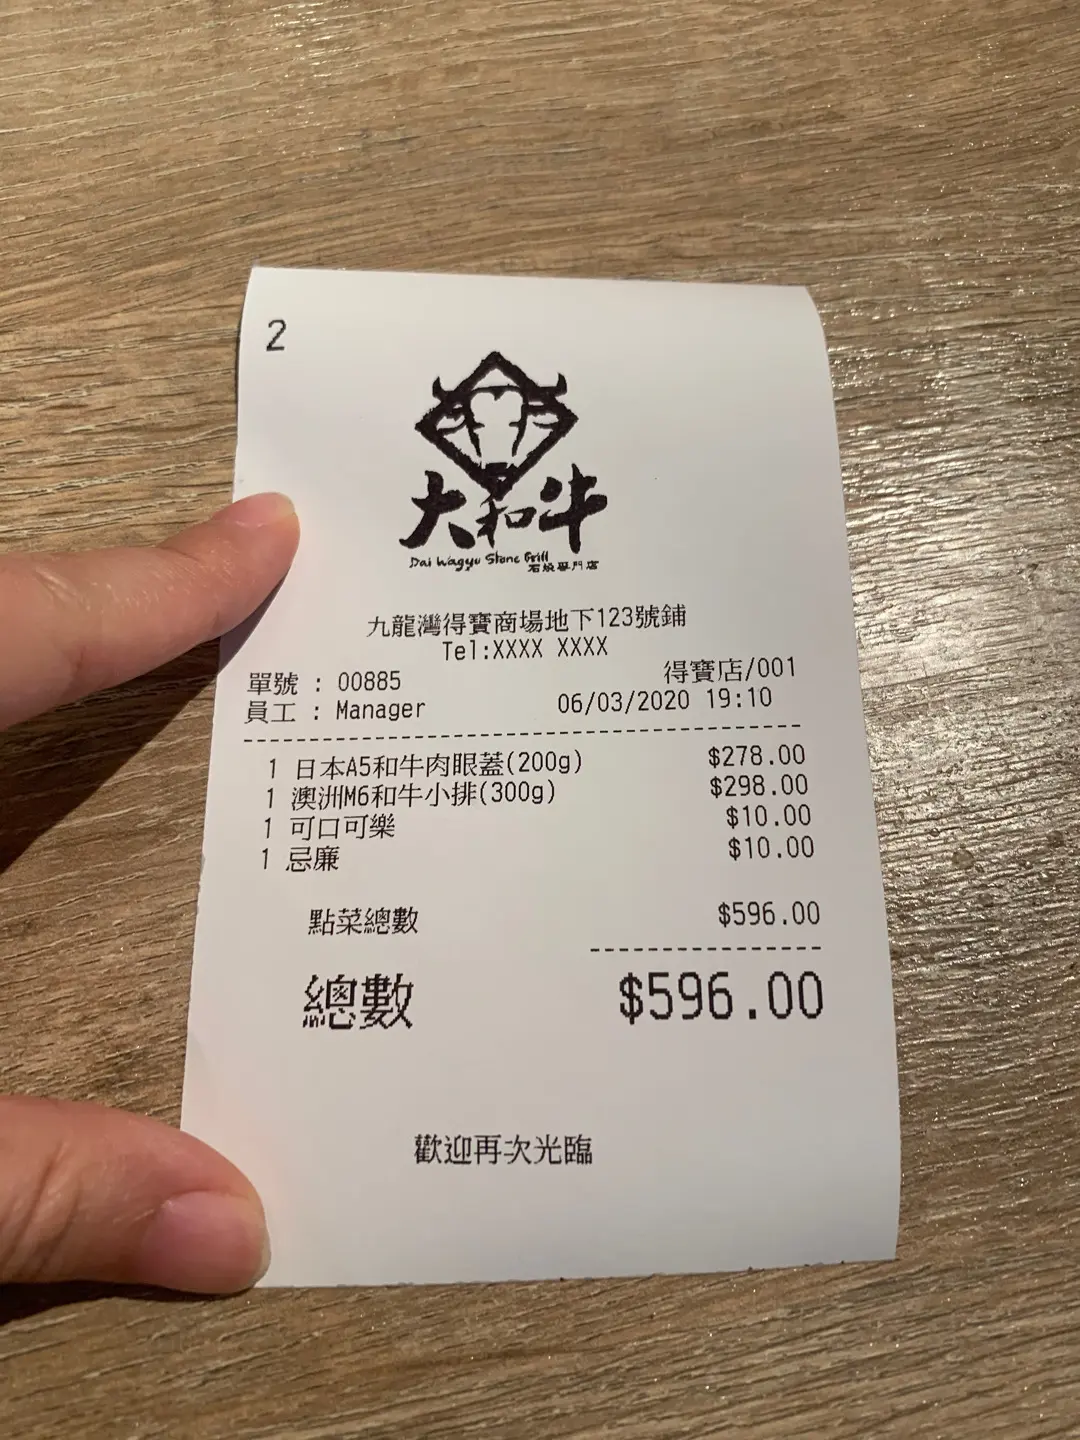 2
大和牛
Dai Wagyu Stone Grill
石燒專門店
九龍灣得寶商場地下123號鋪
Tel:XXXX XXXX
單號 : 00885 得寶店/001
員工 : Manager 06/03/2020 19:10
1 日本A5和牛肉眼蓋(200g) $278.00
1 澳洲M6和牛小排(300g) $298.00
1 可口可樂 $10.00
1 忌廉 $10.00
點菜總數 $596.00
總數 $596.00
歡迎再次光臨